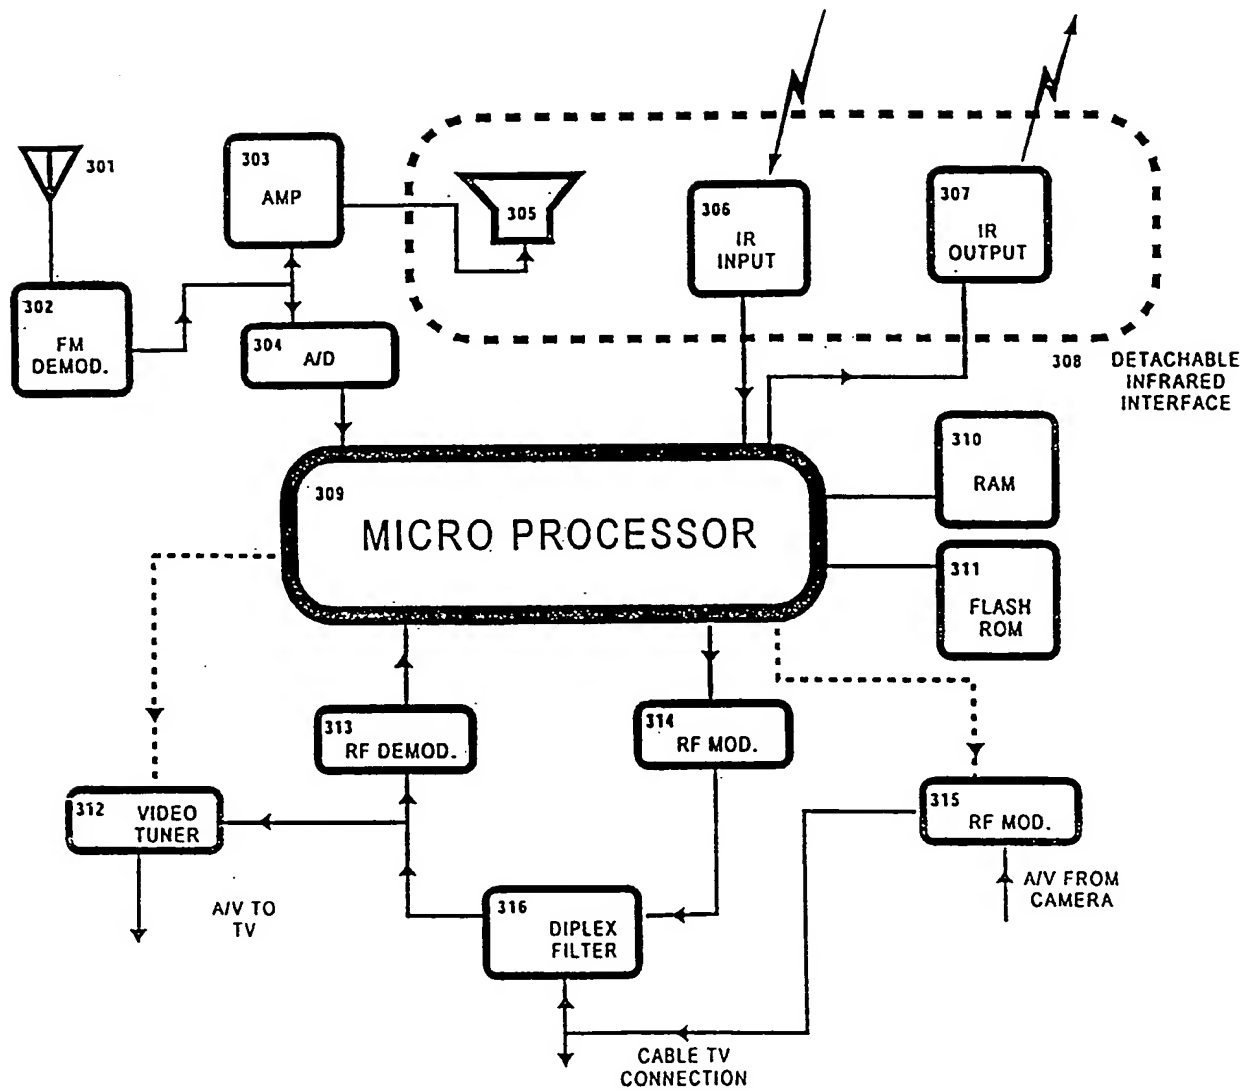 301
303
AMP
305
306
IR
INPUT
307
IR
OUTPUT
302
FM
DEMOD.
304
A/D
308
DETACHABLE
INFRARED
INTERFACE
309
MICRO PROCESSOR
310
RAM
311
FLASH
ROM
313
RF DEMOD.
314
RF MOD.
312
VIDEO
TUNER
315
RF MOD.
A/V TO
TV
316
DIPLEX
FILTER
A/V FROM
CAMERA
CABLE TV
CONNECTION